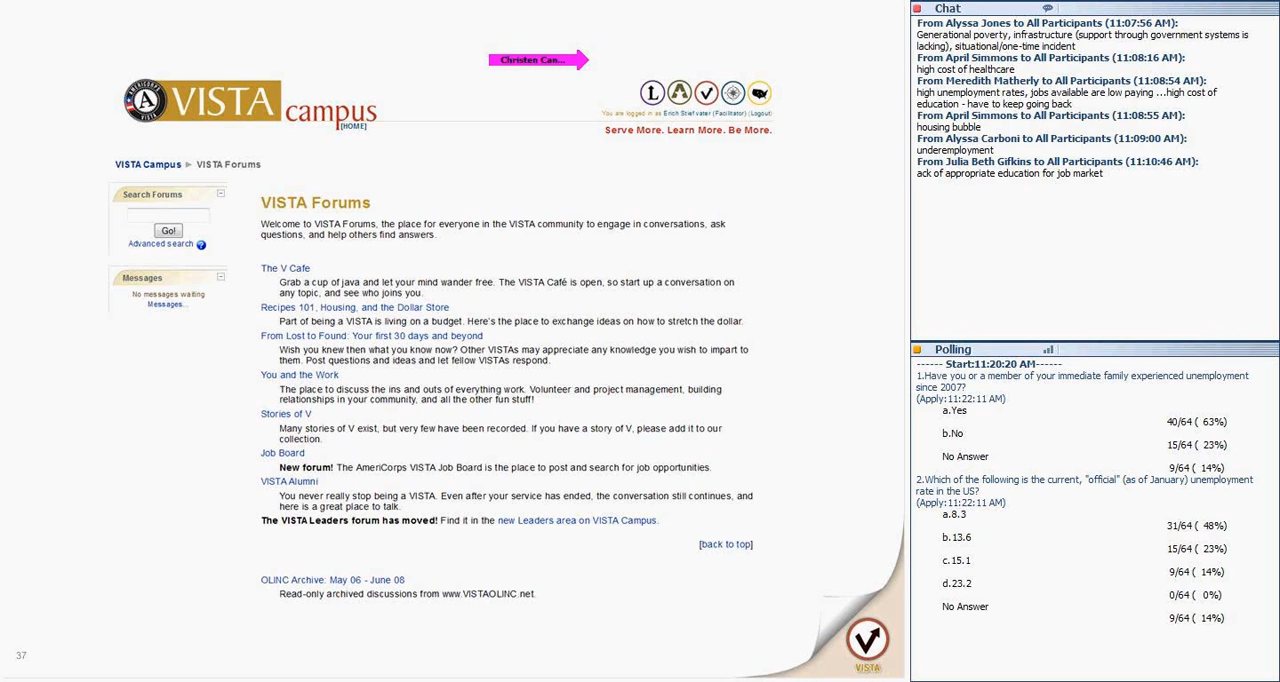 Christen Can...
VISTA campus
[HOME]
You are logged in as Erich Stiefvater (Facilitator) (Logout)
Serve More. Learn More. Be More.
VISTA Campus ► VISTA Forums
Search Forums
Go!
Advanced search ?
Messages
No messages waiting
Messages...
VISTA Forums
Welcome to VISTA Forums, the place for everyone in the VISTA community to engage in conversations, ask
questions, and help others find answers.
The V Cafe
Grab a cup of java and let your mind wander free. The VISTA Café is open, so start up a conversation on
any topic, and see who joins you.
Recipes 101, Housing, and the Dollar Store
Part of being a VISTA is living on a budget. Here's the place to exchange ideas on how to stretch the dollar.
From Lost to Found: Your first 30 days and beyond
Wish you knew then what you know now? Other VISTAs may appreciate any knowledge you wish to impart to
them. Post questions and ideas and let fellow VISTAs respond.
You and the Work
The place to discuss the ins and outs of everything work. Volunteer and project management, building
relationships in your community, and all the other fun stuff!
Stories of V
Many stories of V exist, but very few have been recorded. If you have a story of V, please add it to our
collection.
Job Board
New forum! The AmeriCorps VISTA Job Board is the place to post and search for job opportunities.
VISTA Alumni
You never really stop being a VISTA. Even after your service has ended, the conversation still continues, and
here is a great place to talk.
The VISTA Leaders forum has moved! Find it in the new Leaders area on VISTA Campus.
[back to top]
OLINC Archive: May 06 - June 08
Read-only archived discussions from www.VISTAOLINC.net.
37
VISTA
Chat
From Alyssa Jones to All Participants (11:07:56 AM):
Generational poverty, infrastructure (support through government systems is
lacking), situational/one-time incident
From April Simmons to All Participants (11:08:16 AM):
high cost of healthcare
From Meredith Matherly to All Participants (11:08:54 AM):
high unemployment rates, jobs available are low paying ...high cost of
education - have to keep going back
From April Simmons to All Participants (11:08:55 AM):
housing bubble
From Alyssa Carboni to All Participants (11:09:00 AM):
underemployment
From Julia Beth Gifkins to All Participants (11:10:46 AM):
ack of appropriate education for job market
Polling
------ Start:11:20:20 AM------
1.Have you or a member of your immediate family experienced unemployment
since 2007?
(Apply:11:22:11 AM)
a.Yes
40/64 ( 63%)
b.No
15/64 ( 23%)
No Answer
9/64 ( 14%)
2.Which of the following is the current, "official" (as of January) unemployment
rate in the US?
(Apply:11:22:11 AM)
a.8.3
31/64 ( 48%)
b.13.6
15/64 ( 23%)
c.15.1
9/64 ( 14%)
d.23.2
0/64 ( 0%)
No Answer
9/64 ( 14%)